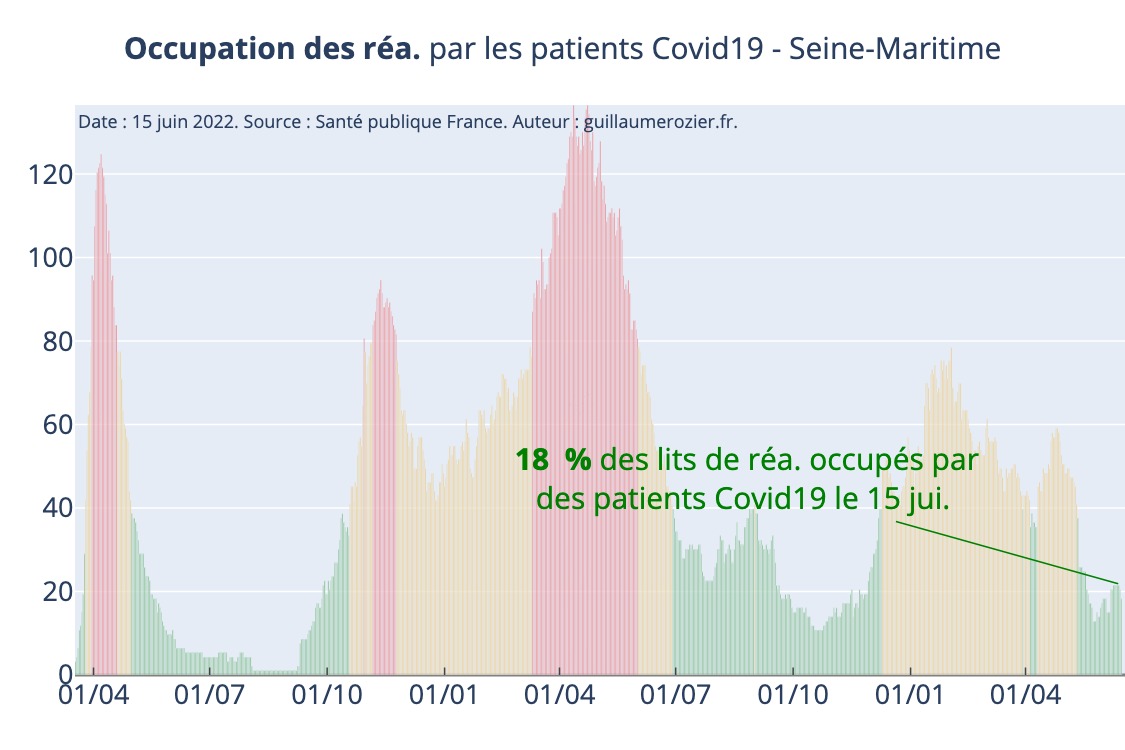 Occupation des réa. par les patients Covid19 - Seine-Maritime
Date : 15 juin 2022. Source : Santé publique France. Auteur : guillaumerozier.fr.
120
100
80
60
18 % des lits de réa. occupés par
des patients Covid19 le 15 jui.
40
20
0
01/04 01/07 01/10 01/01 01/04 01/07 01/10 01/01 01/04